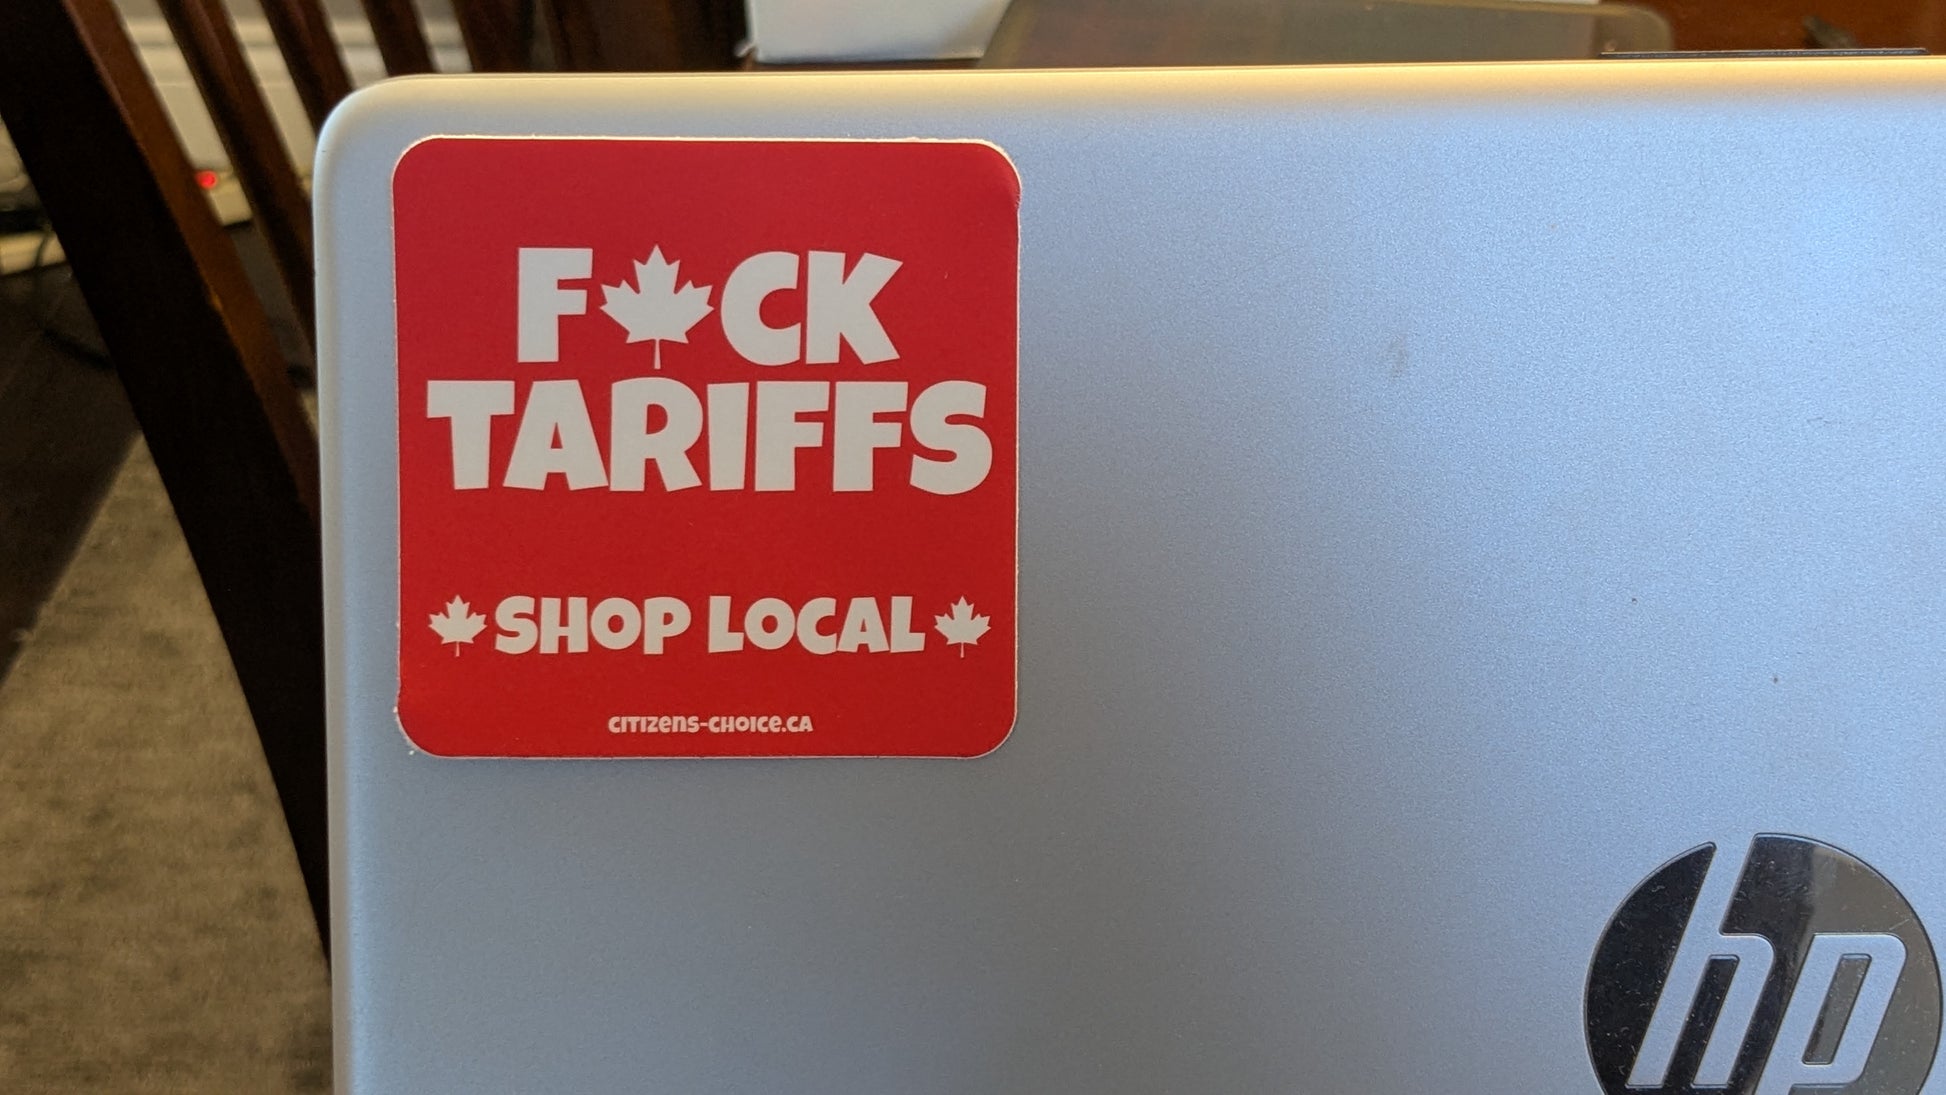 F🍁CK
TARIFFS
🍁SHOP LOCAL🍁
CITIZENS-CHOICE.CA
hp